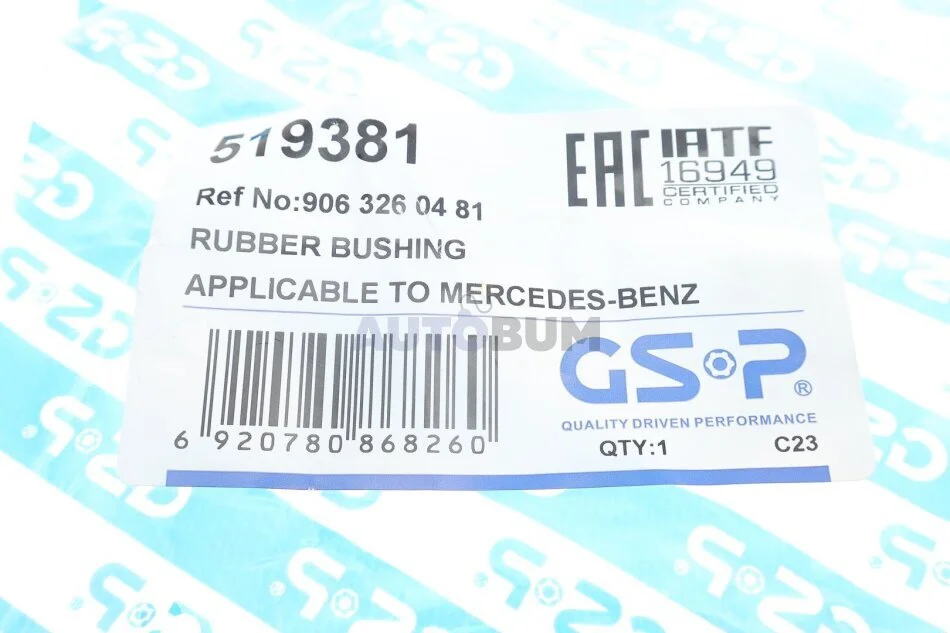 519381
EAC
IATF
16949
CERTIFIED
COMPANY
Ref No:906 326 04 81
RUBBER BUSHING
APPLICABLE TO MERCEDES-BENZ
AUTOBUM
GSP®
QUALITY DRIVEN PERFORMANCE
6 920780 868260
QTY:1
C23